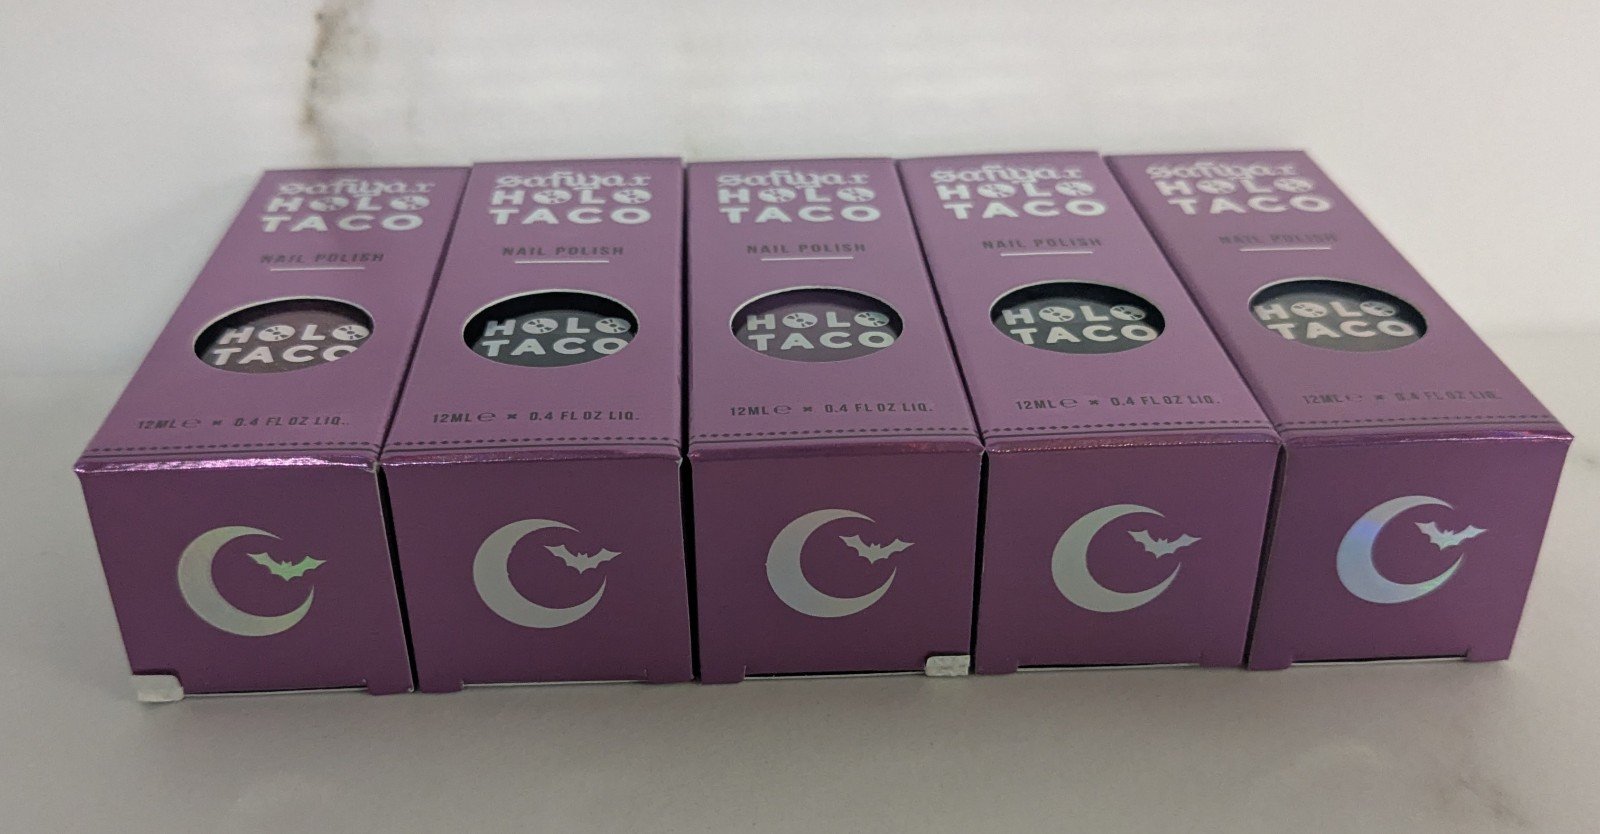 safiya x
HOLO
TACO
NAIL POLISH
HOLO
TACO
12ML ℮ × 0.4 FL OZ LIQ.
safiya x
HOLO
TACO
NAIL POLISH
HOLO
TACO
12ML ℮ × 0.4 FL OZ LIQ.
safiya x
HOLO
TACO
NAIL POLISH
HOLO
TACO
12ML ℮ × 0.4 FL OZ LIQ.
safiya x
HOLO
TACO
NAIL POLISH
HOLO
TACO
12ML ℮ × 0.4 FL OZ LIQ.
safiya x
HOLO
TACO
NAIL POLISH
HOLO
TACO
12ML ℮ × 0.4 FL OZ LIQ.